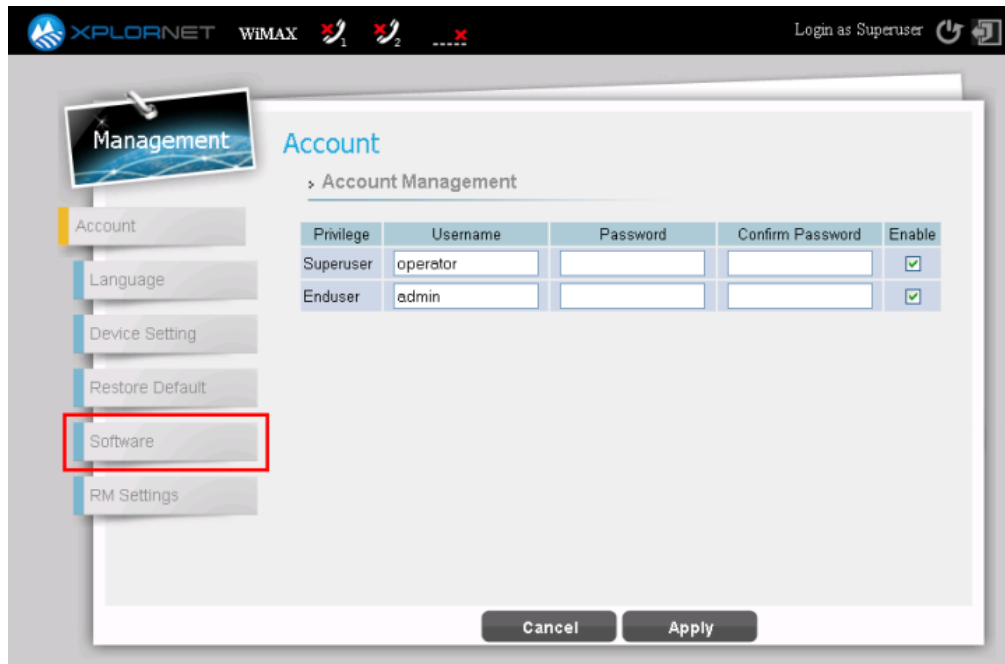 XPLORNET WiMAX 1 2 Login as Superuser
Management
Account
Account Management
Account
Language
Device Setting
Restore Default
Software
RM Settings
Privilege Username Password Confirm Password Enable
Superuser operator
Enduser admin
Cancel Apply